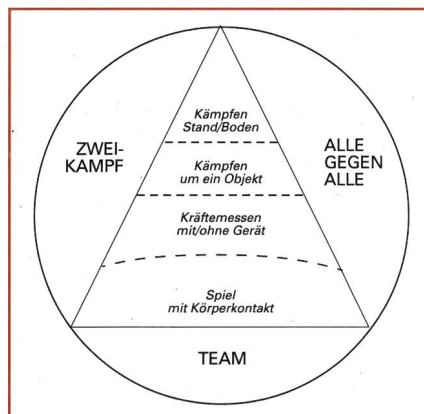 Kämpfen
Stand/Boden
ZWEI-
KAMPF
ALLE
GEGEN
ALLE
Kämpfen
um ein Objekt
Kräftemessen
mit/ohne Gerät
Spiel
mit Körperkontakt
TEAM